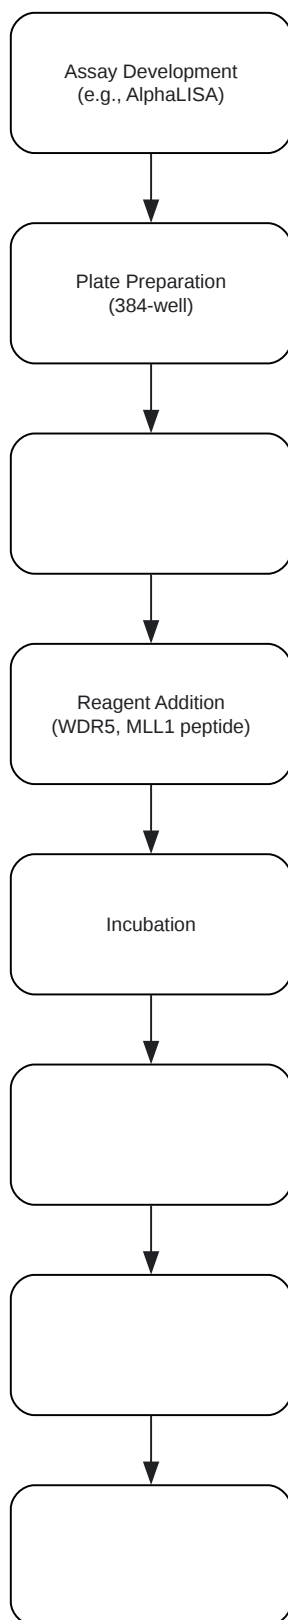 Assay Development
(e.g., AlphaLISA)
Plate Preparation
(384-well)
Reagent Addition
(WDR5, MLL1 peptide)
Incubation